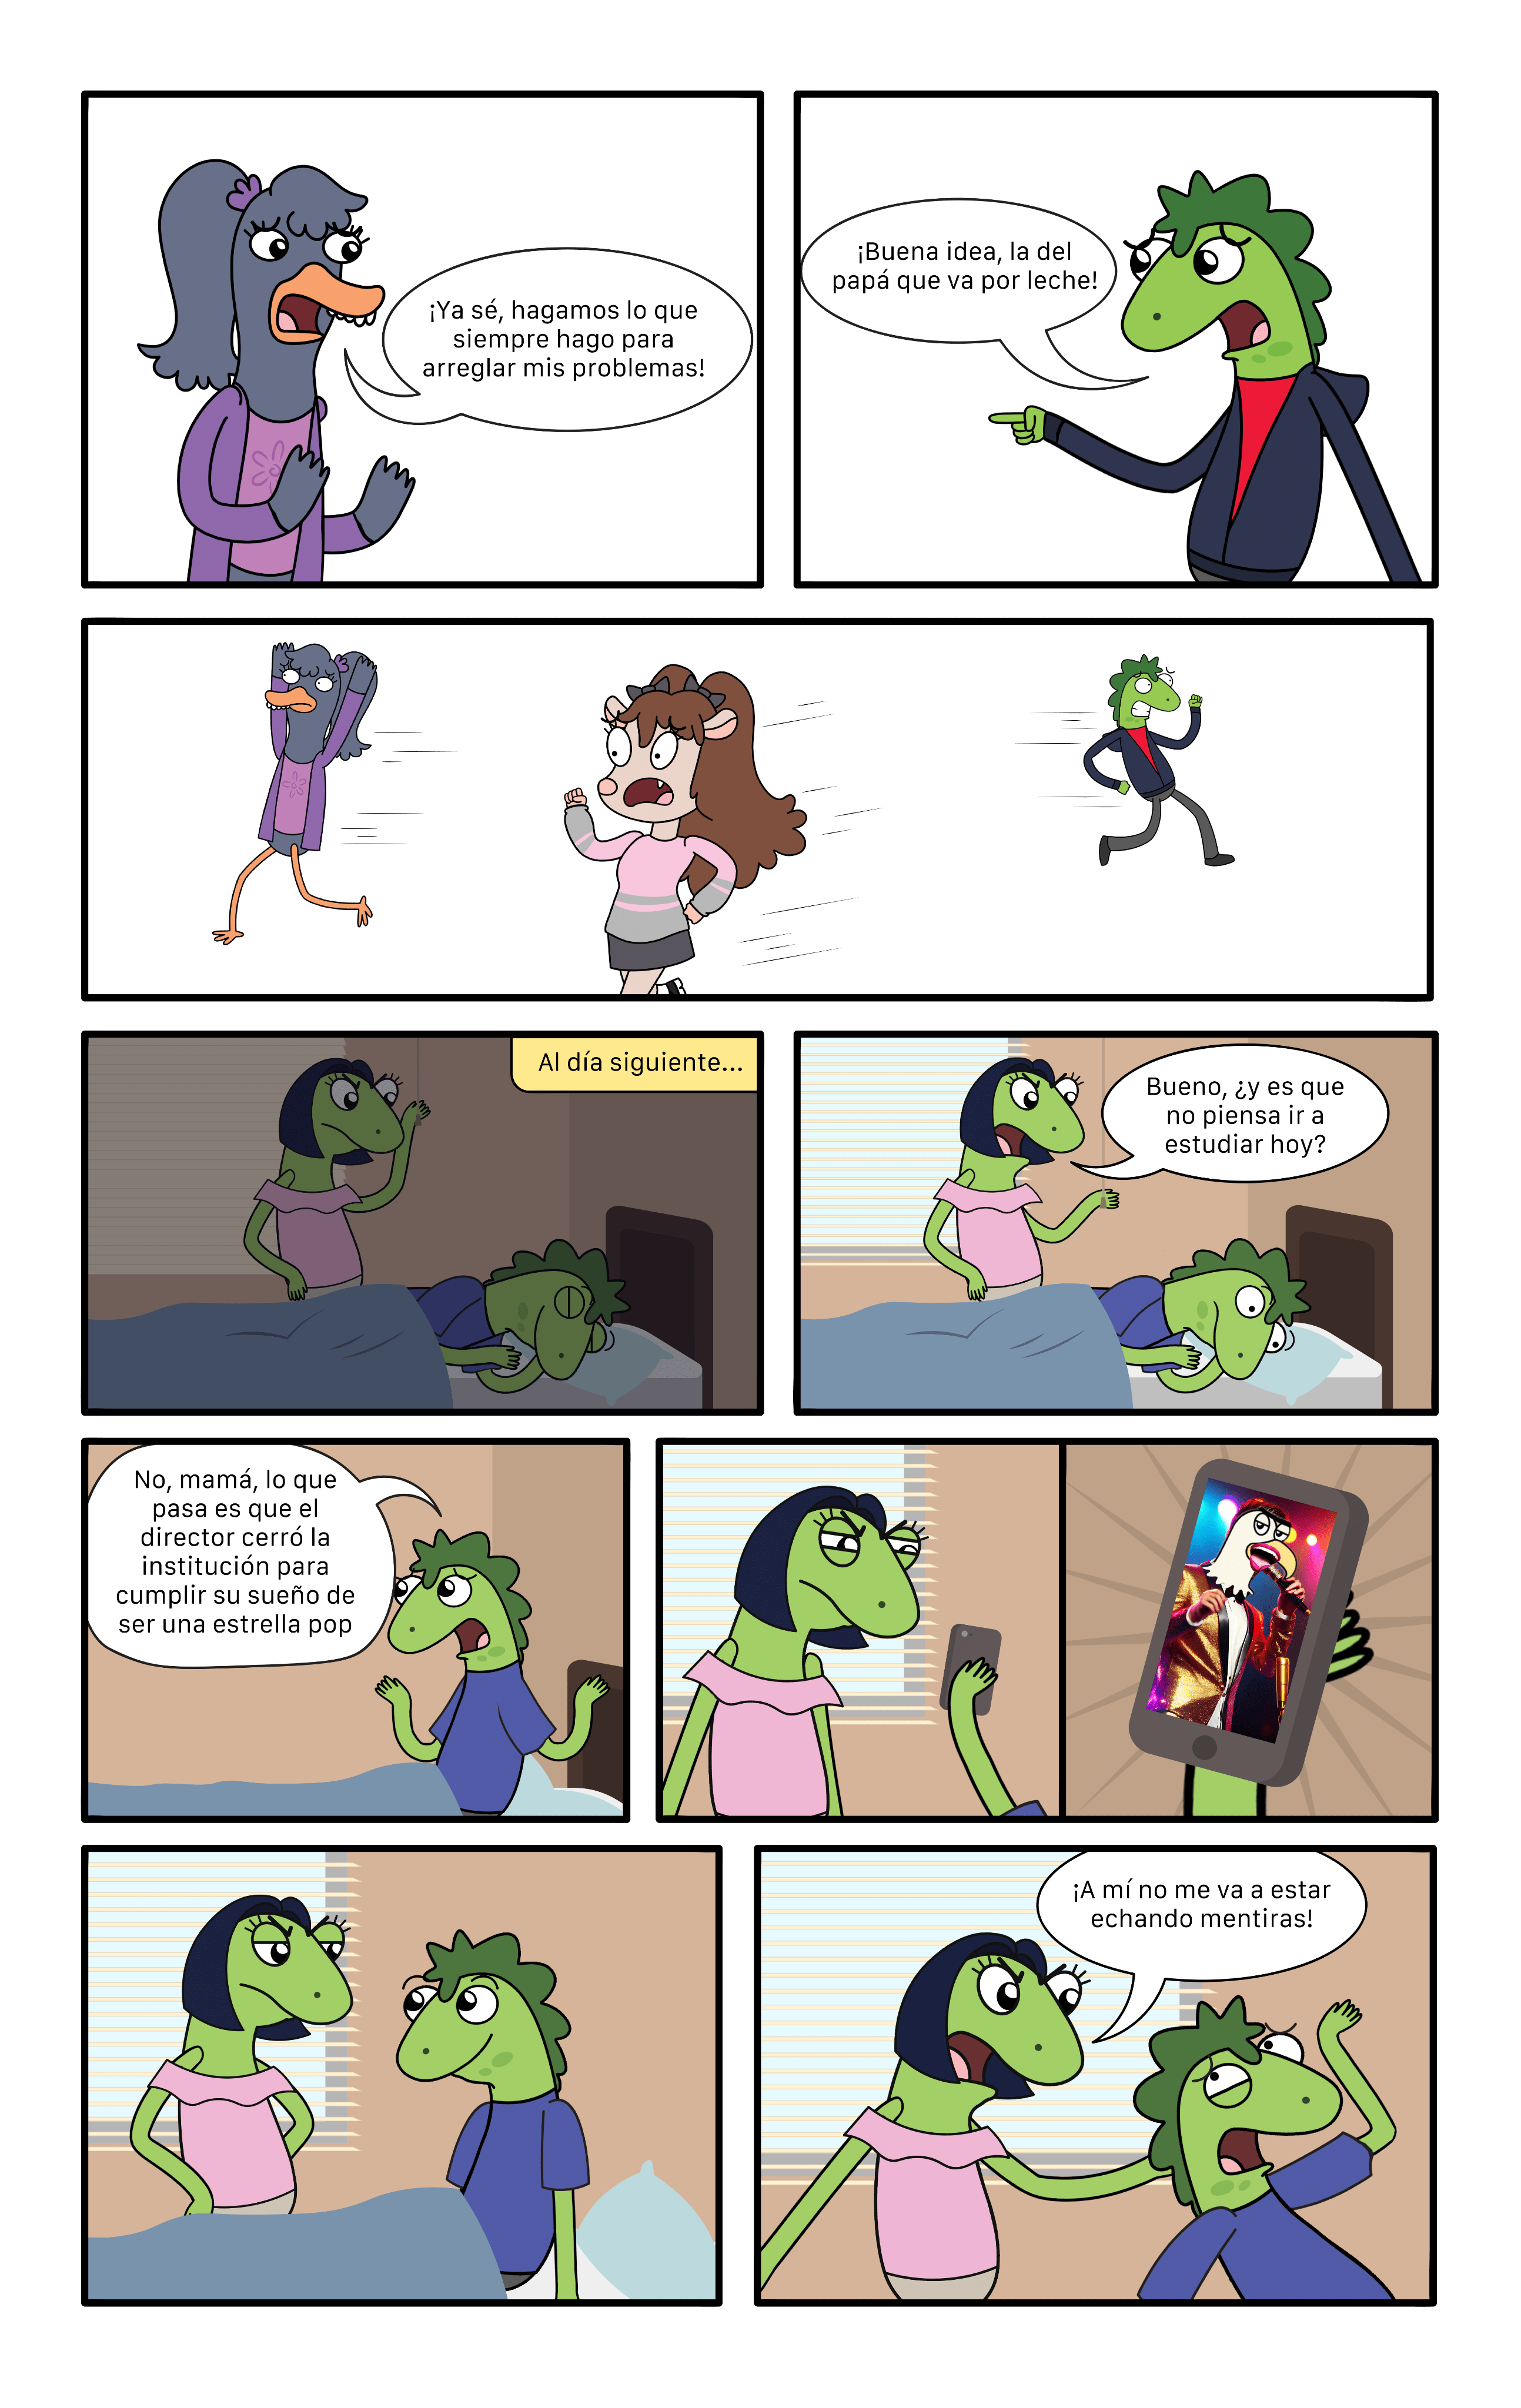 ¡Ya sé, hagamos lo que
siempre hago para
arreglar mis problemas!
¡Buena idea, la del
papá que va por leche!
Al día siguiente...
Bueno, ¿y es que
no piensa ir a
estudiar hoy?
No, mamá, lo que
pasa es que el
director cerró la
institución para
cumplir su sueño de
ser una estrella pop
¡A mí no me va a estar
echando mentiras!